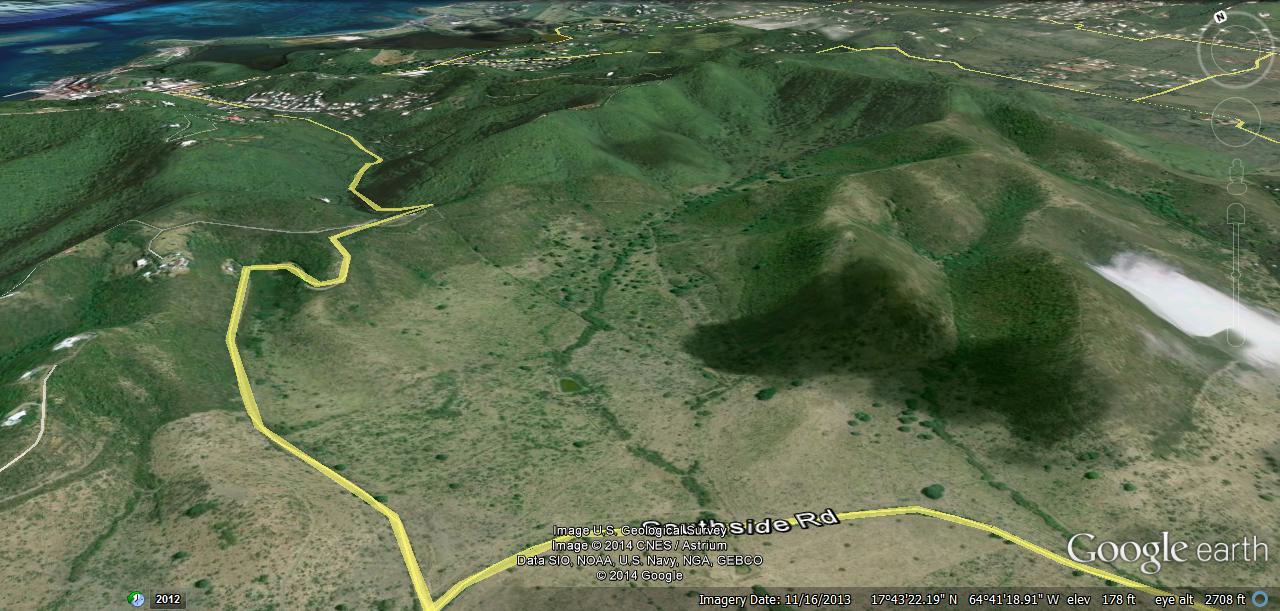 N
Southside Rd
Image U.S. Geological Survey
Image © 2014 CNES / Astrium
Data SIO, NOAA, U.S. Navy, NGA, GEBCO
© 2014 Google
Google earth
2012
Imagery Date: 11/16/2013 17°43'22.19" N 64°41'18.91" W elev 178 ft eye alt 2708 ft